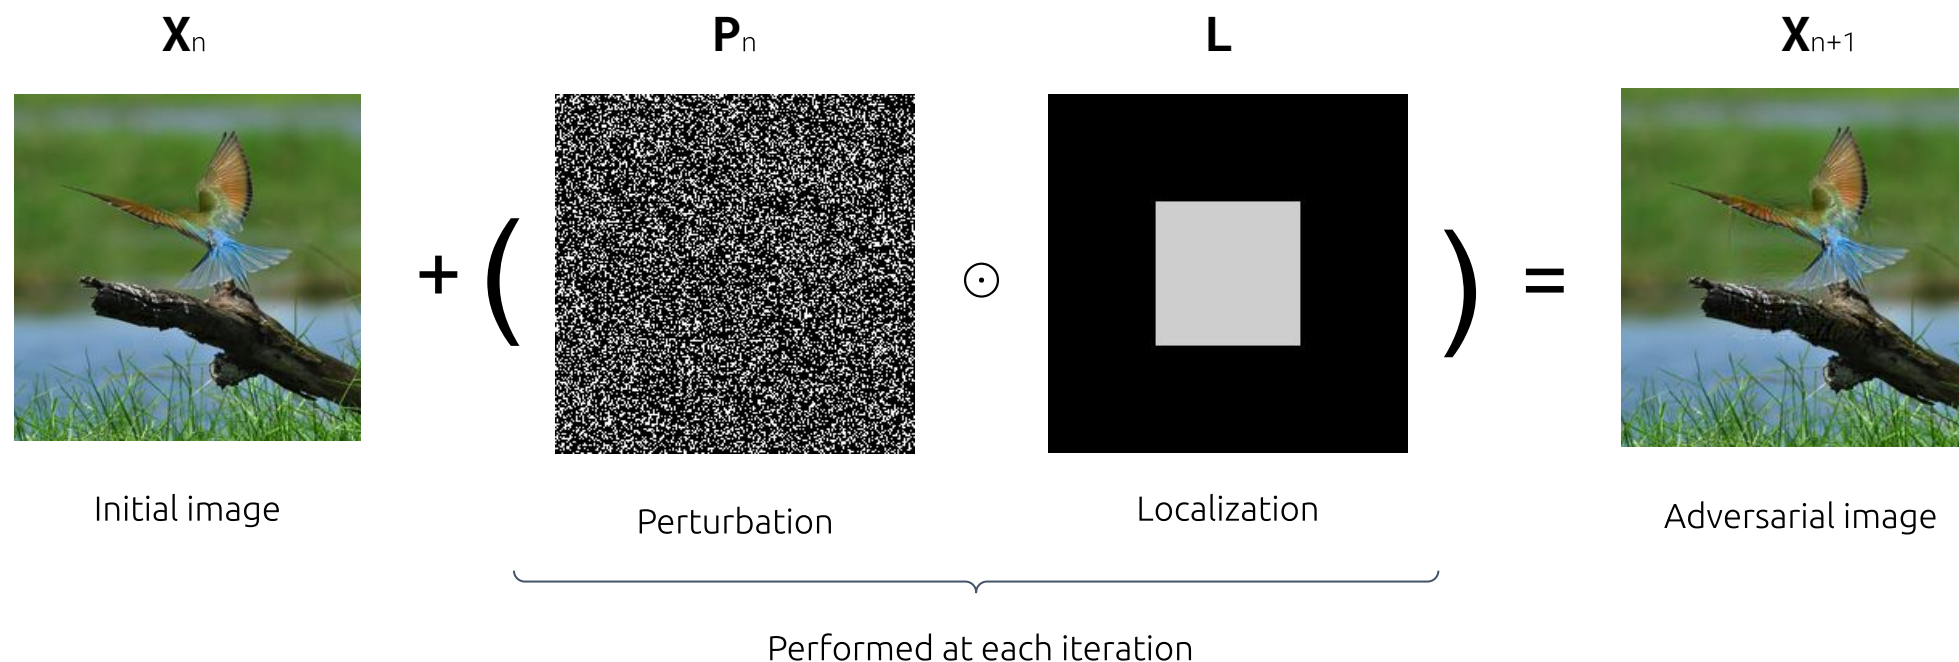 Xn
Pn
L
Xn+1
+ ( ⊙ ) =
Initial image
Perturbation
Localization
Adversarial image
Performed at each iteration